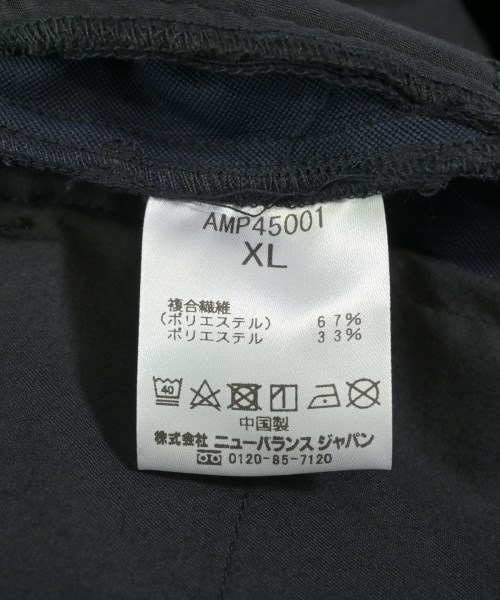 AMP45001
XL
複合繊維
(ポリエステル) 67%
ポリエステル 33%
40
中国製
株式会社 ニューバランス ジャパン
0120-85-7120